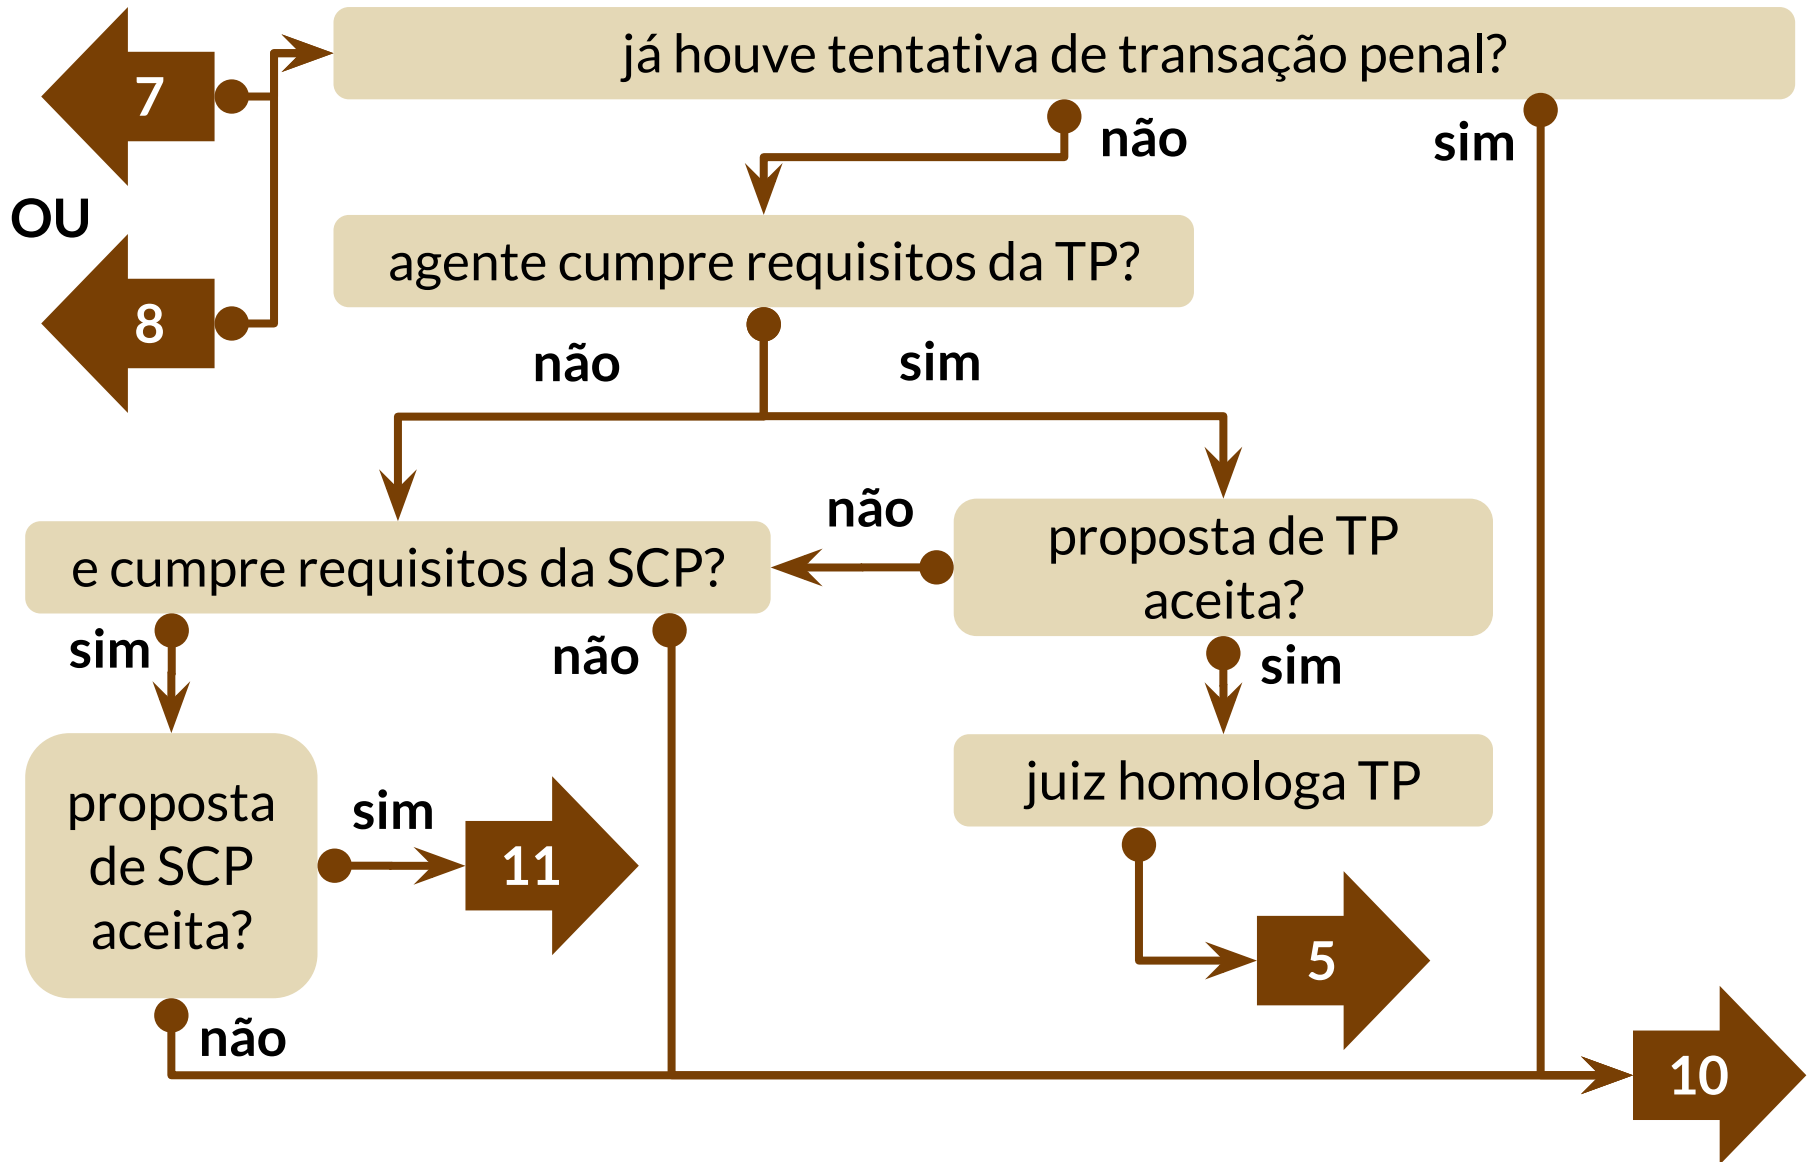 já houve tentativa de transação penal?
7
não
sim
OU
agente cumpre requisitos da TP?
8
não
sim
não
proposta de TP
aceita?
e cumpre requisitos da SCP?
sim
não
sim
juiz homologa TP
proposta
de SCP
aceita?
sim
11
5
não
10